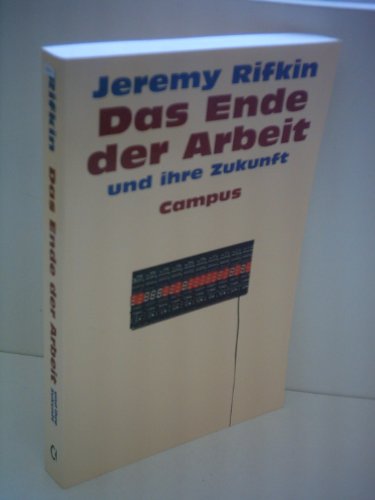 Jeremy Rifkin
Das Ende
der Arbeit
und ihre Zukunft
Campus
Rifkin Das Ende der Arbeit